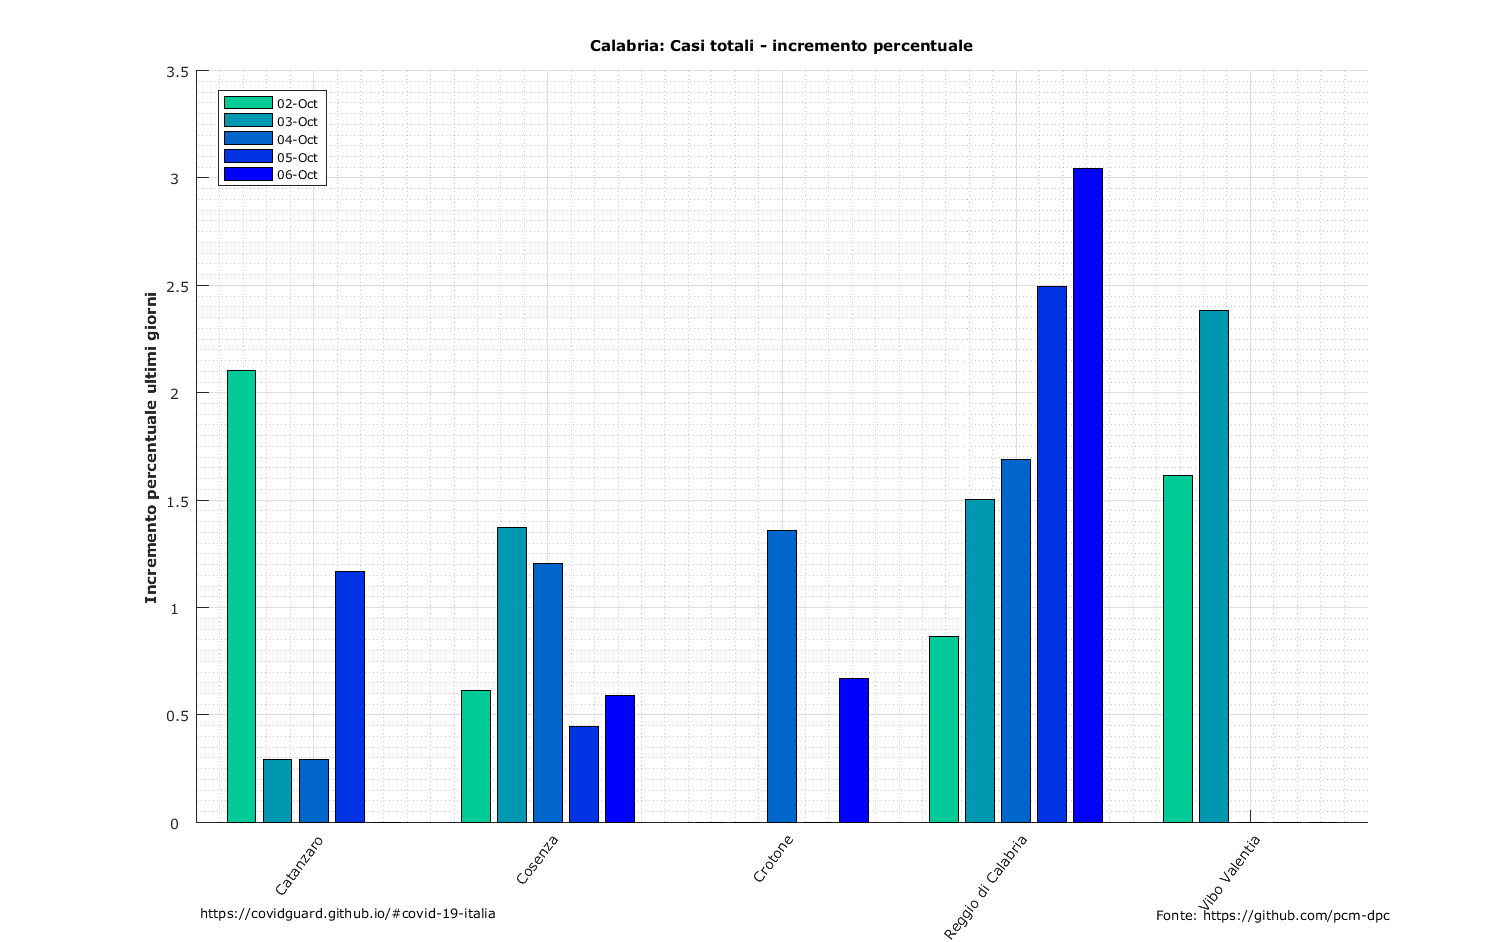 Calabria: Casi totali - incremento percentuale
Incremento percentuale ultimi giorni
3.5
3
2.5
2
1.5
1
0.5
0
02-Oct
03-Oct
04-Oct
05-Oct
06-Oct
Catanzaro
Cosenza
Crotone
Reggio di Calabria
Vibo Valentia
https://covidguard.github.io/#covid-19-italia
Fonte: https://github.com/pcm-dpc